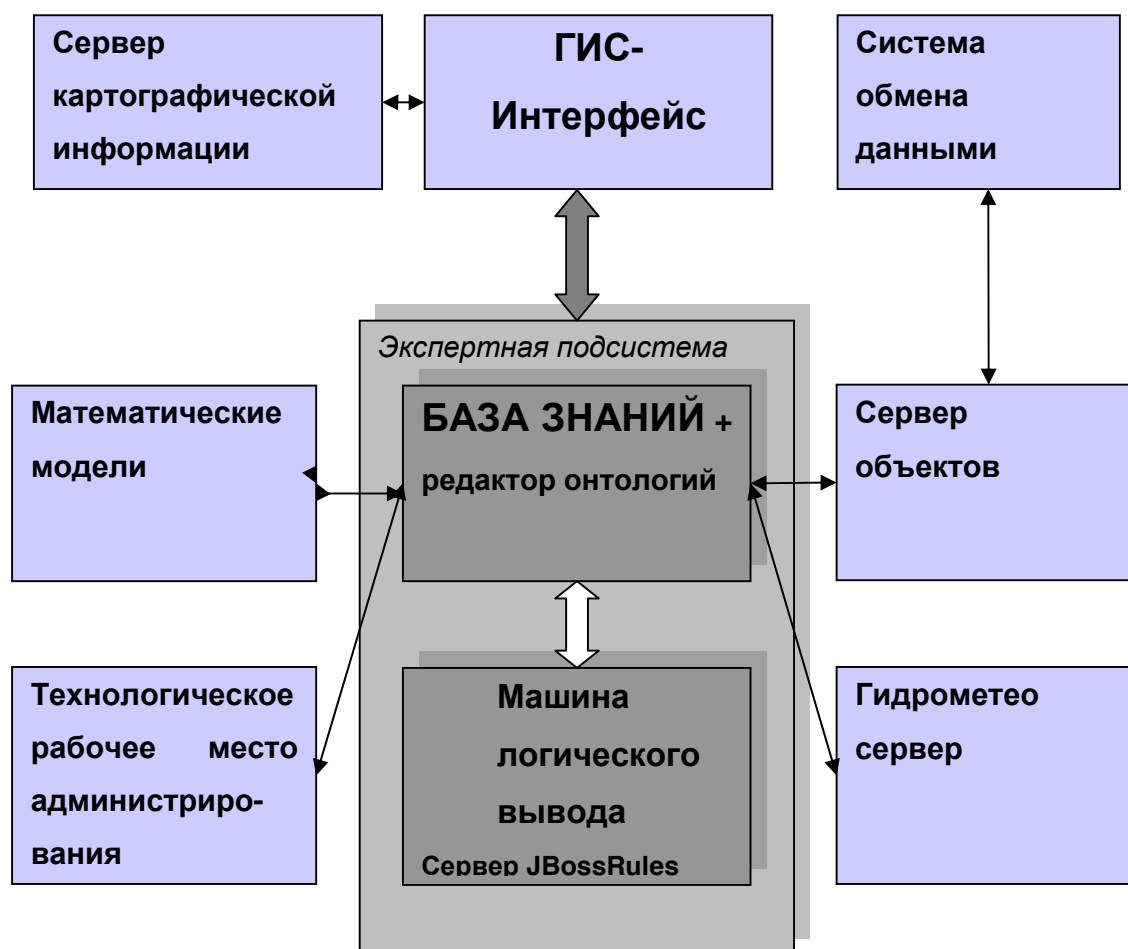 Сервер
картографической
информации
ГИС-
Интерфейс
Система
обмена
данными
Экспертная подсистема
Математические
модели
БАЗА ЗНАНИЙ +
редактор онтологий
Сервер
объектов
Технологическое
рабочее место
администриро-
вания
Машина
логического
вывода
Сервер JBossRules
Гидрометео
сервер